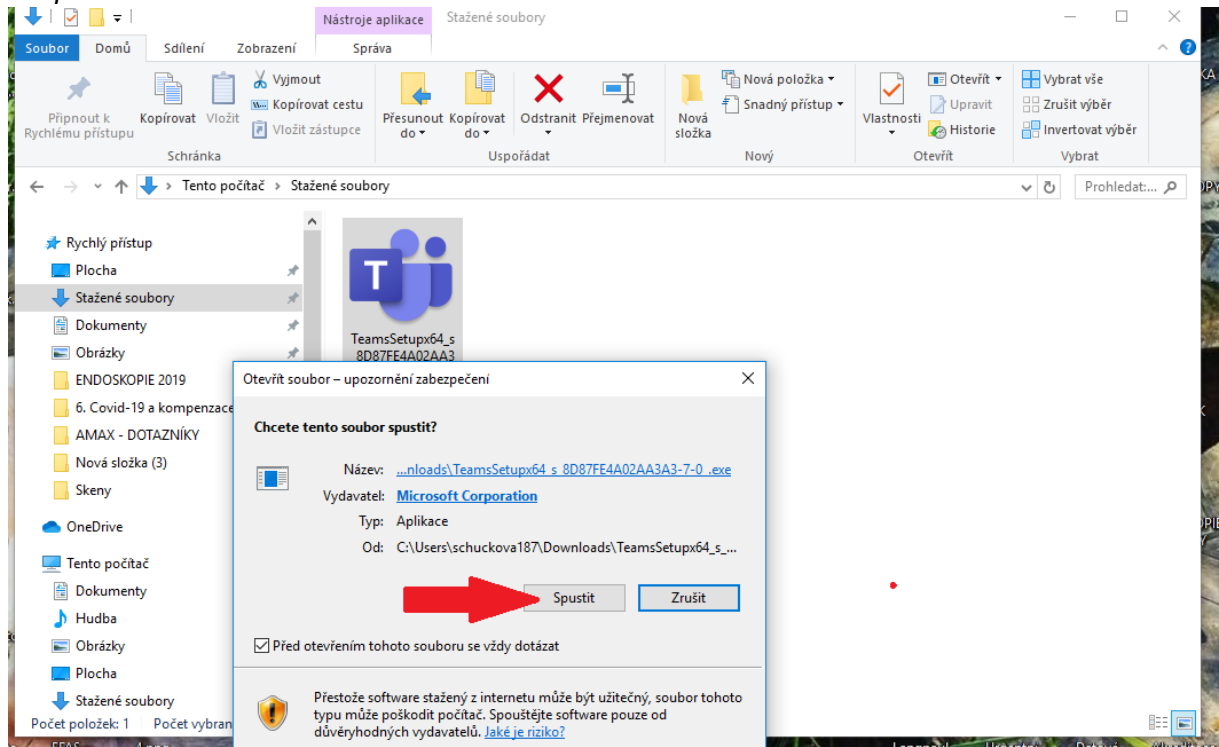 Nástroje aplikace Stažené soubory
Soubor Domů Sdílení Zobrazení Správa
Připnout k Rychlému přístupu
Kopírovat
Vložit
Vyjmout
Kopírovat cestu
Vložit zástupce
Schránka
Přesunout do
Kopírovat do
Odstranit
Přejmenovat
Uspořádat
Nová složka
Nová položka
Snadný přístup
Nový
Vlastnosti
Otevřít
Upravit
Historie
Otevřít
Vybrat vše
Zrušit výběr
Invertovat výběr
Vybrat
Tento počítač > Stažené soubory
Prohledat:...
Rychlý přístup
Plocha
Stažené soubory
Dokumenty
Obrázky
ENDOSKOPIE 2019
6. Covid-19 a kompenzace
AMAX - DOTAZNÍKY
Nová složka (3)
Skeny
OneDrive
Tento počítač
Dokumenty
Hudba
Obrázky
Plocha
Stažené soubory
Počet položek: 1 Počet vybran
T
TeamsSetupx64_s
8D87FE4A02AA3
Otevřít soubor – upozornění zabezpečení
Chcete tento soubor spustit?
Název: ...nloads\TeamsSetupx64_s_8D87FE4A02AA3A3-7-0_.exe
Vydavatel: Microsoft Corporation
Typ: Aplikace
Od: C:\Users\schuckova187\Downloads\TeamsSetupx64_s_...
Spustit Zrušit
Před otevřením tohoto souboru se vždy dotázat
Přestože software stažený z internetu může být užitečný, soubor tohoto
typu může poškodit počítač. Spouštějte software pouze od
důvěryhodných vydavatelů. Jaké je riziko?